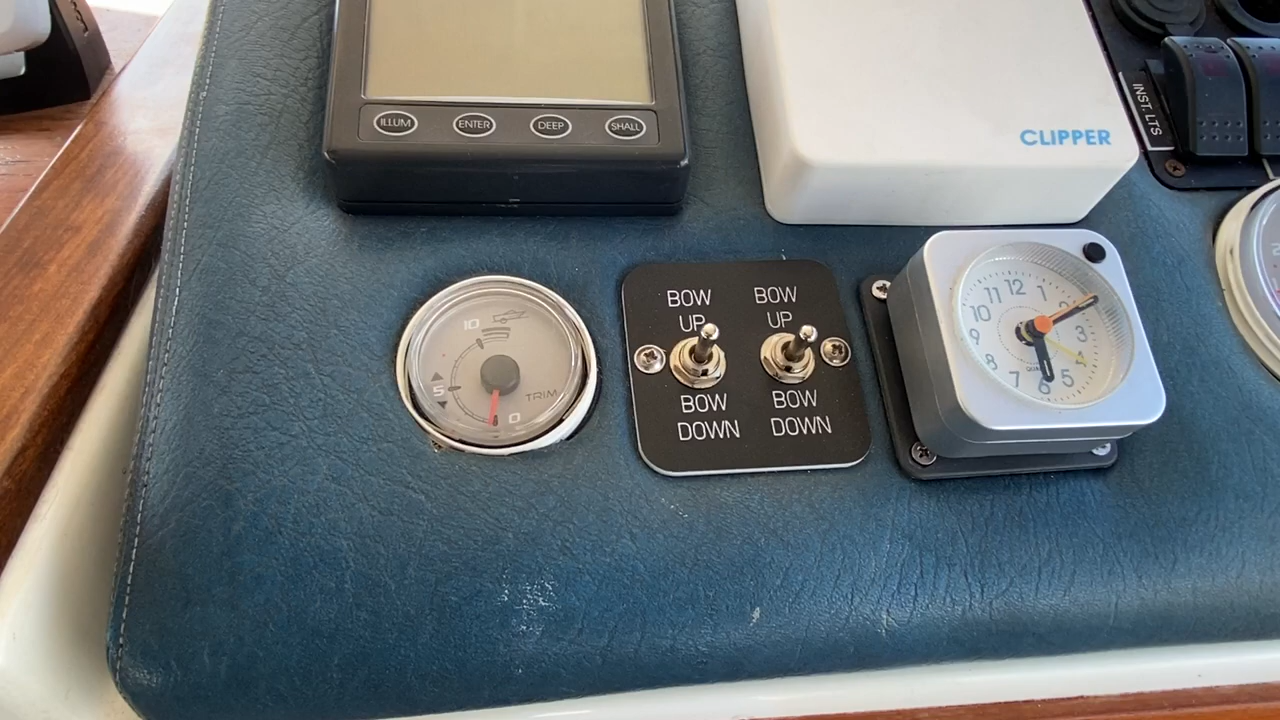 ILLUM ENTER DEEP SHALL
CLIPPER
INST. LTS
10
5
0
TRIM
BOW
UP
BOW
DOWN
BOW
UP
BOW
DOWN
12
1
2
3
5
6
7
8
9
10
11